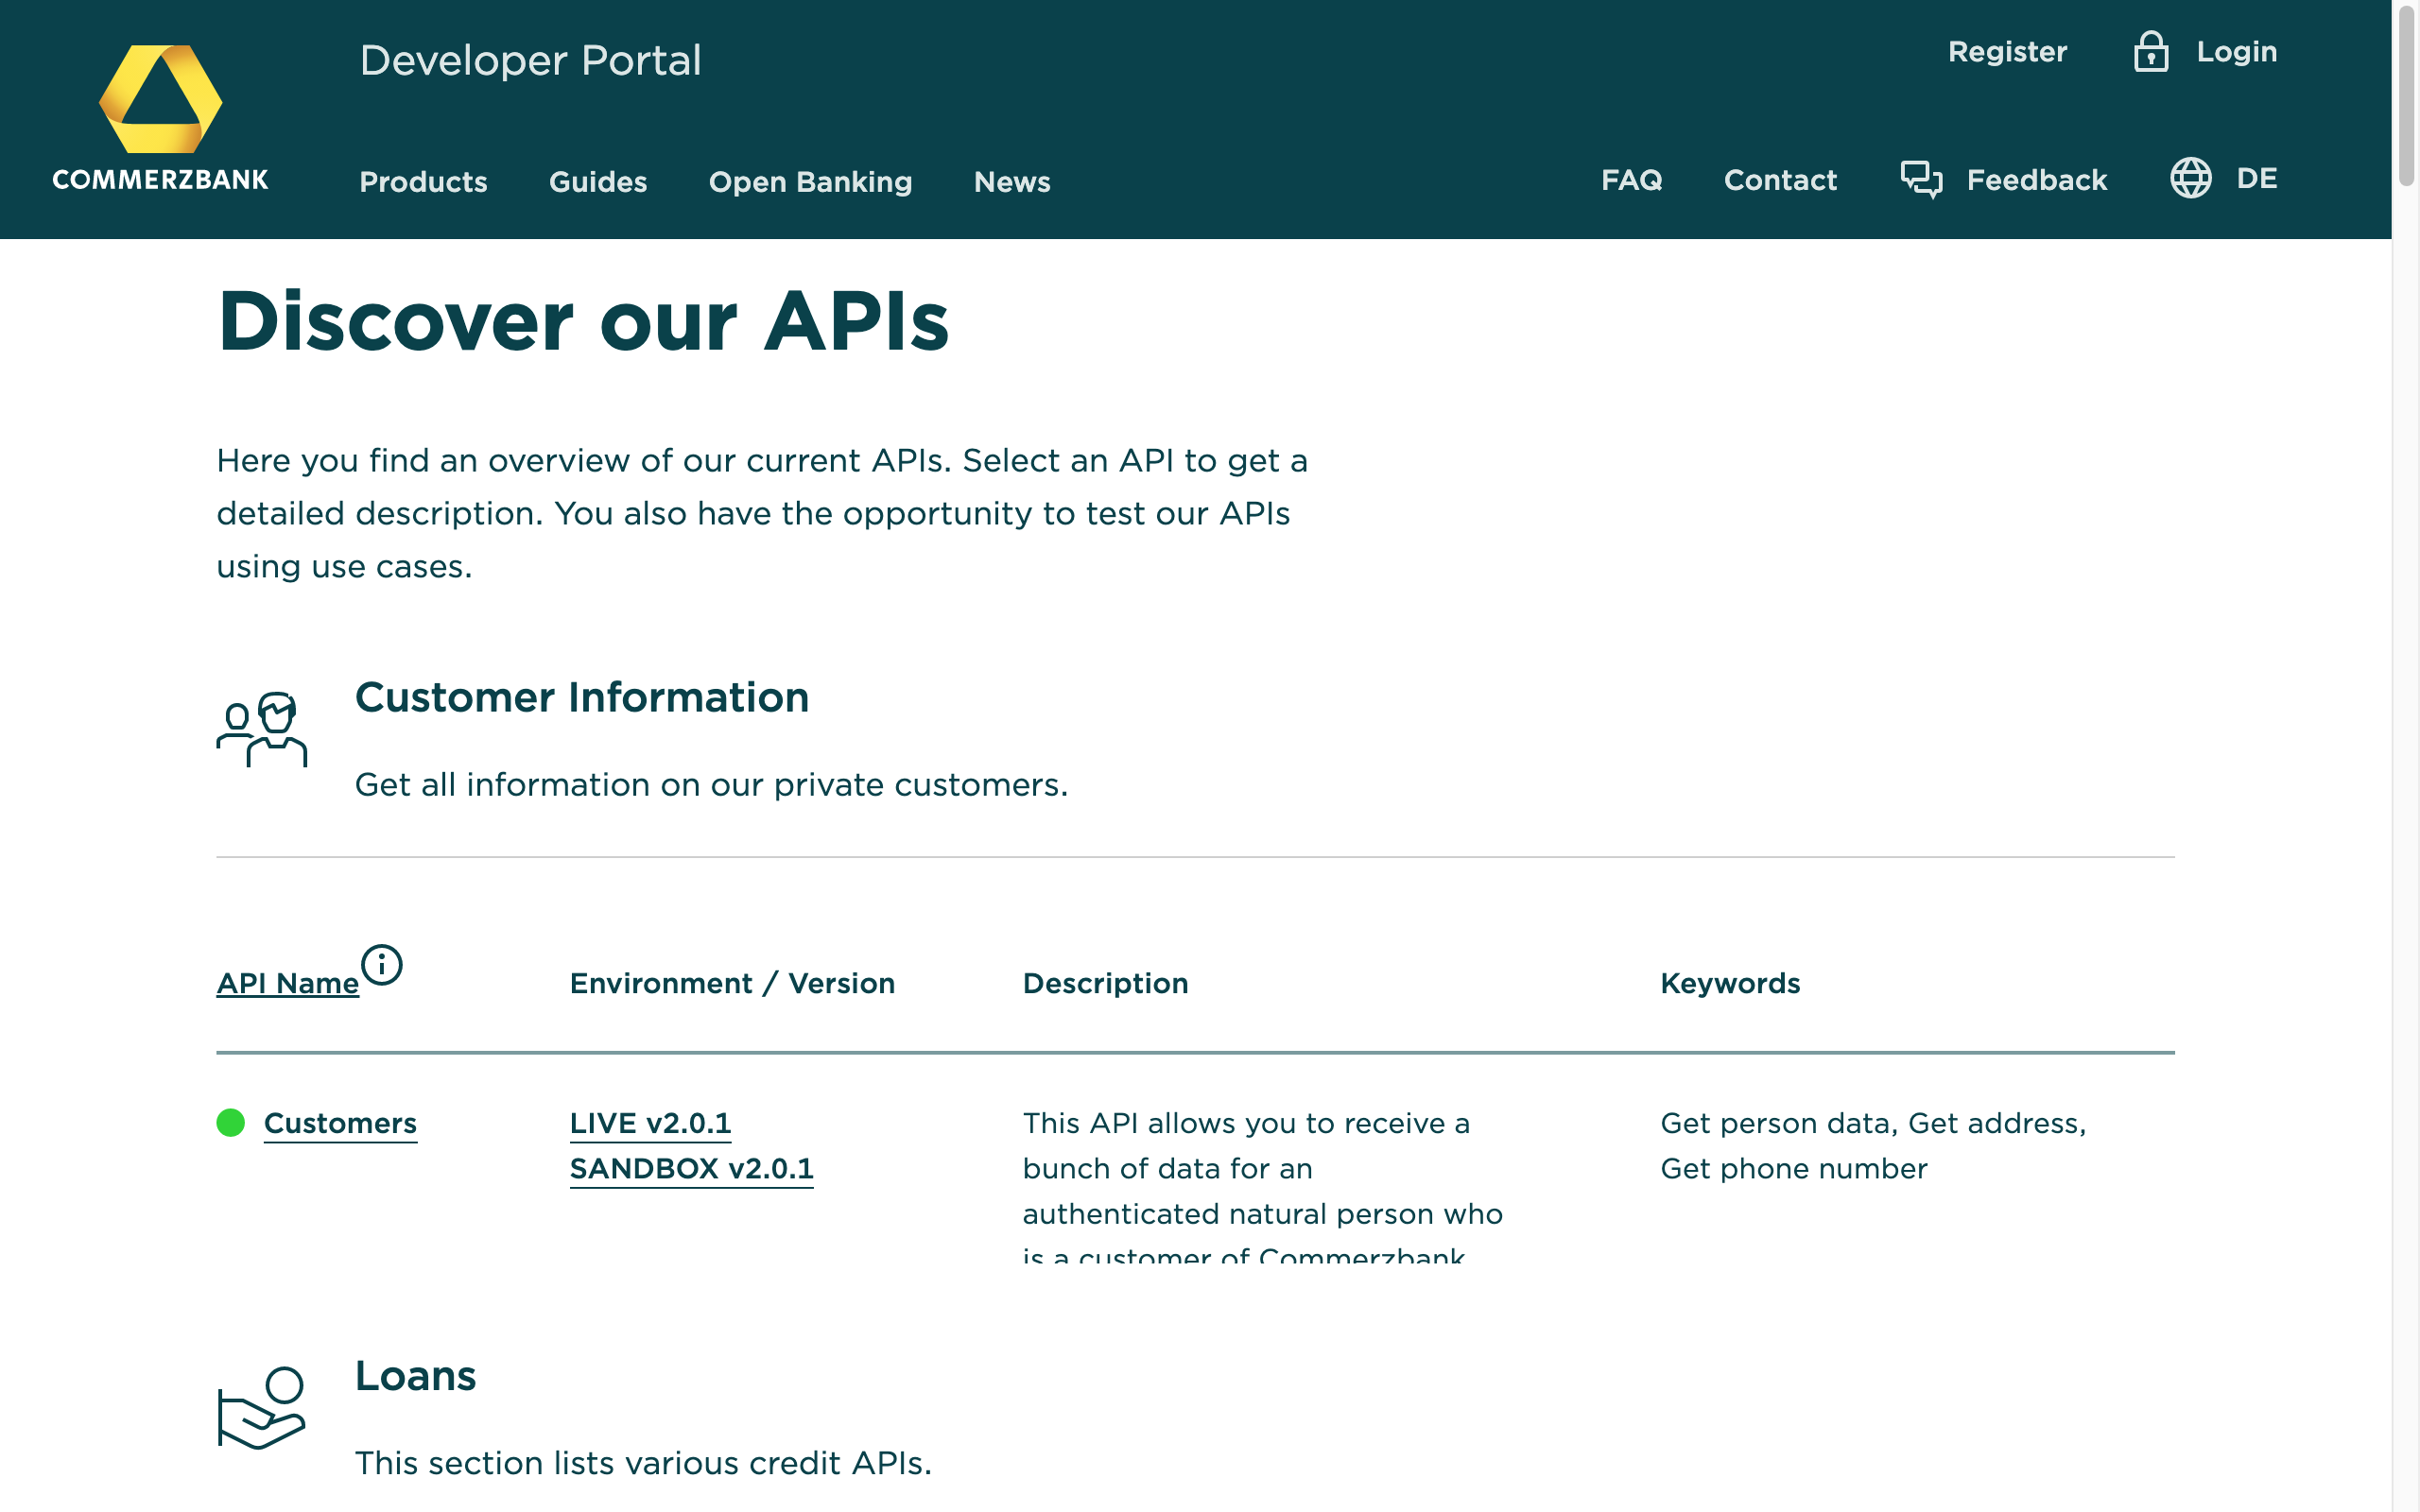 Developer Portal
Register
Login
COMMERZBANK
Products
Guides
Open Banking
News
FAQ
Contact
Feedback
DE
Discover our APIs
Here you find an overview of our current APIs. Select an API to get a
detailed description. You also have the opportunity to test our APIs
using use cases.
Customer Information
Get all information on our private customers.
API Name
Environment / Version
Description
Keywords
Customers
LIVE v2.0.1
SANDBOX v2.0.1
This API allows you to receive a
bunch of data for an
authenticated natural person who
is a customer of Commerzbank
Get person data, Get address,
Get phone number
Loans
This section lists various credit APIs.